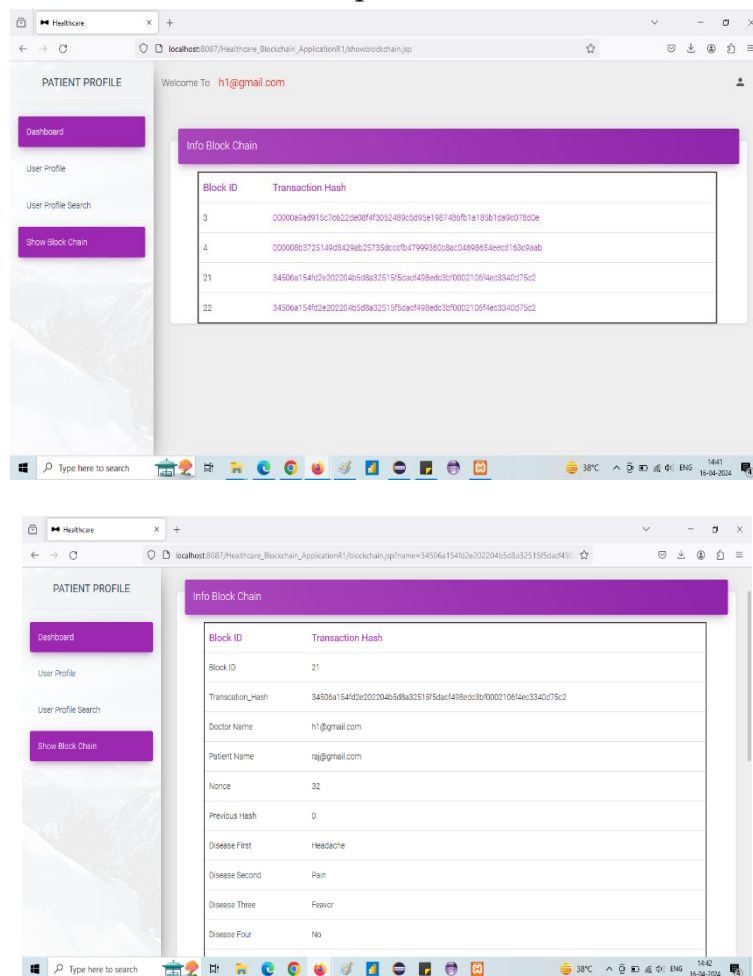 Healthcare
localhost:8087/Healthcare_Blockchain_ApplicationR1/showblockchain.jsp
PATIENT PROFILE
Welcome To h1@gmail.com
Dashboard
User Profile
User Profile Search
Show Block Chain
Info Block Chain
Block ID Transaction Hash
3
4
21 34506a154fd2e202204b5d8a32515f5dacf498edc3bf0002106f4ec3340d75c2
22 34506a154fd2e202204b5d8a32515f5dacf498edc3bf0002106f4ec3340d75c2
Type here to search
38°C ENG 14:41
16-04-2024
Healthcare
localhost:8087/Healthcare_Blockchain_ApplicationR1/blockchain.jsp?name=34506a154fd2e202204b5d8a32515f5dacf498
PATIENT PROFILE
Dashboard
User Profile
User Profile Search
Show Block Chain
Info Block Chain
Block ID Transaction Hash
Block ID 21
Transcation_Hash 34506a154fd2e202204b5d8a32515f5dacf498edc3bf0002106f4ec3340d75c2
Doctor Name h1@gmail.com
Patient Name raj@gmail.com
Nonce 32
Previous Hash 0
Disease First Headache
Disease Second Pain
Disease Three Feavor
Disease Four No
Type here to search
38°C ENG 14:42
16-04-2024